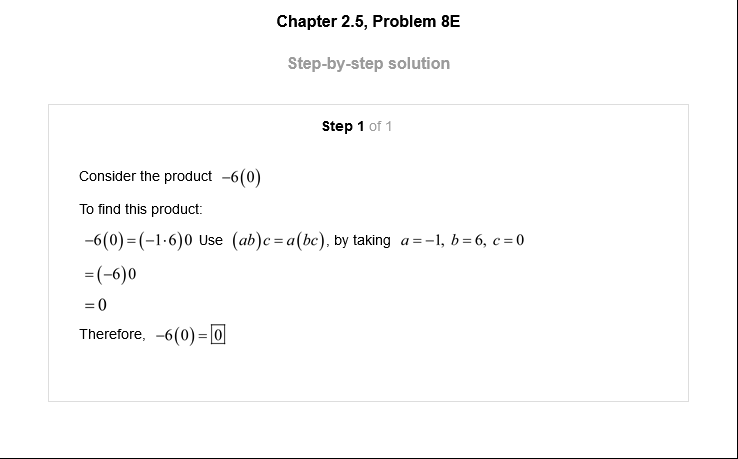 Chapter 2.5, Problem 8E
Step-by-step solution
Step 1 of 1
Consider the product −6(0)
To find this product:
−6(0)=(−1·6)0 Use (ab)c=a(bc), by taking a=−1, b=6, c=0
=(−6)0
=0
Therefore, −6(0)=0